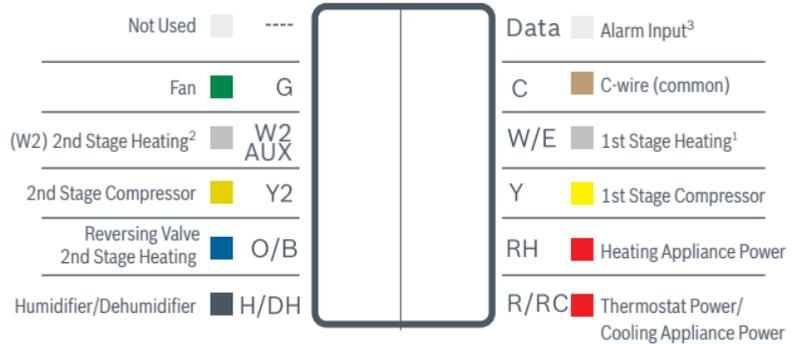 Not Used ---- Data Alarm Input³
Fan G C C-wire (common)
(W2) 2nd Stage Heating² W2 AUX W/E 1st Stage Heating¹
2nd Stage Compressor Y2 Y 1st Stage Compressor
Reversing Valve
2nd Stage Heating O/B RH Heating Appliance Power
Humidifier/Dehumidifier H/DH R/RC Thermostat Power/
Cooling Appliance Power